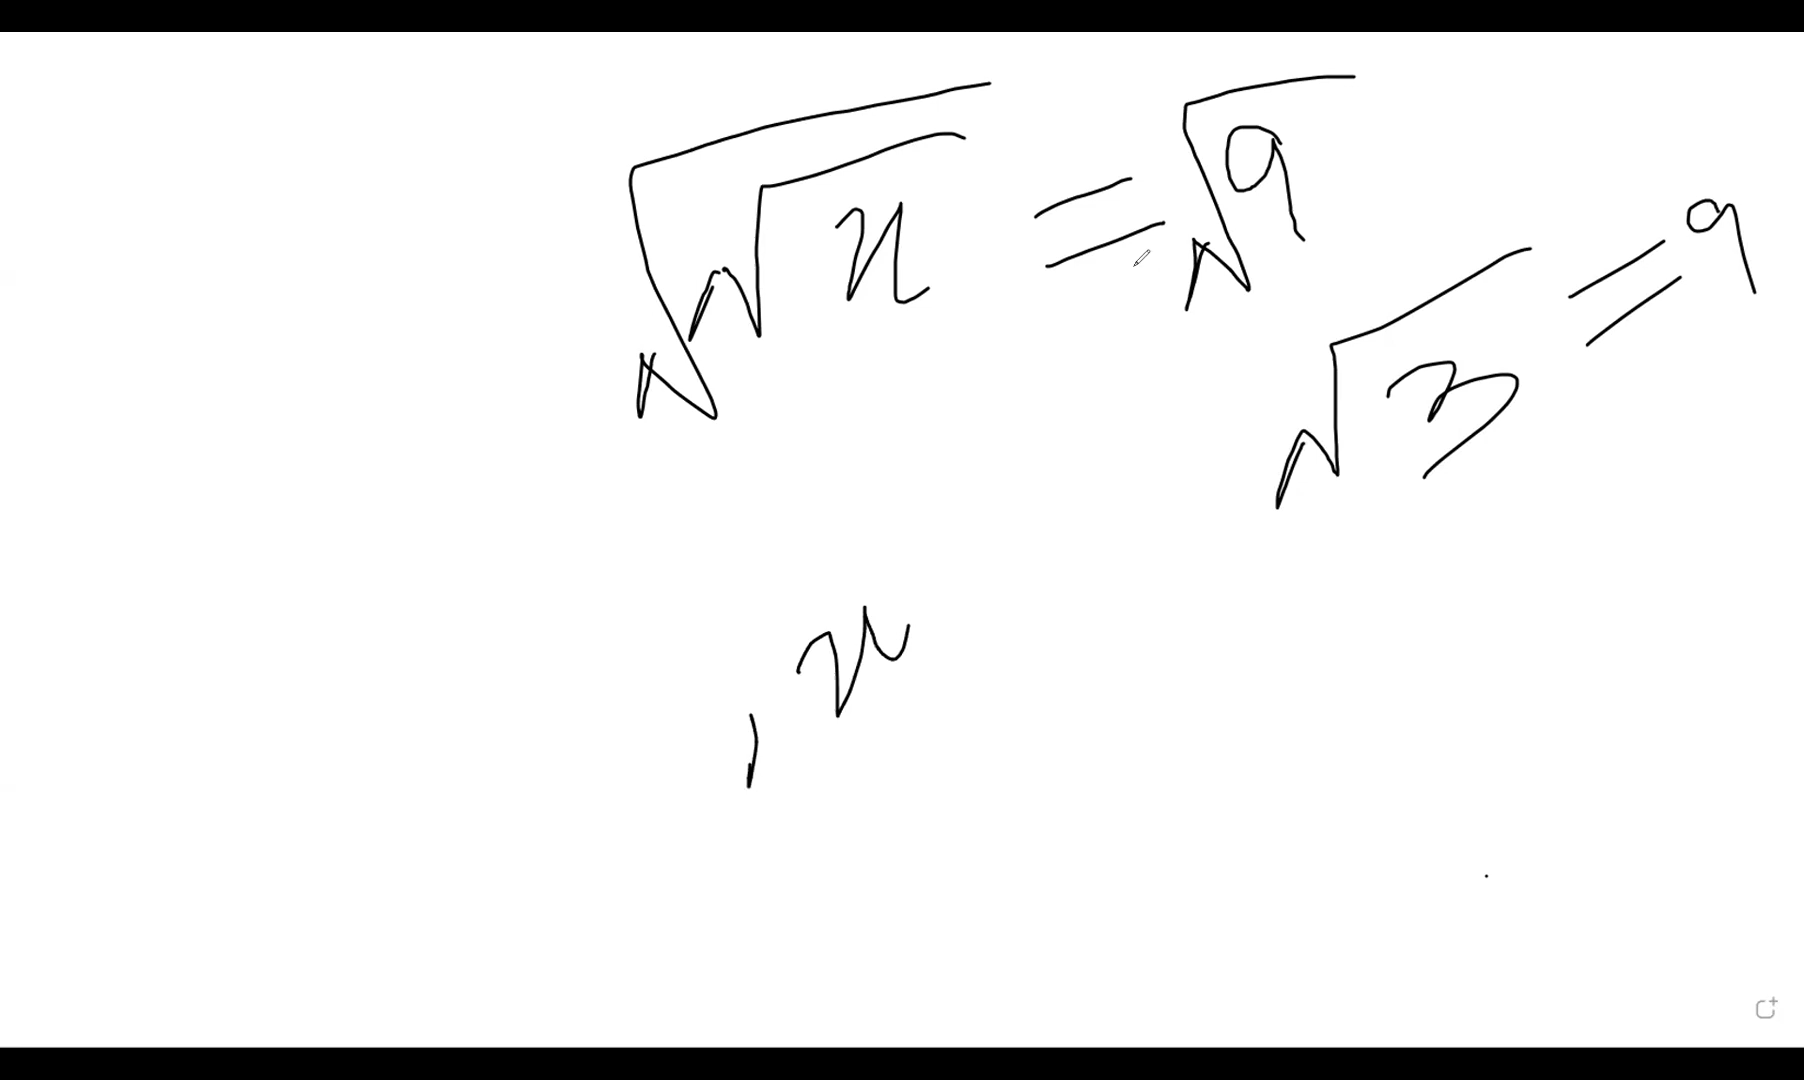 √√x = √9
√3 = 9
, x